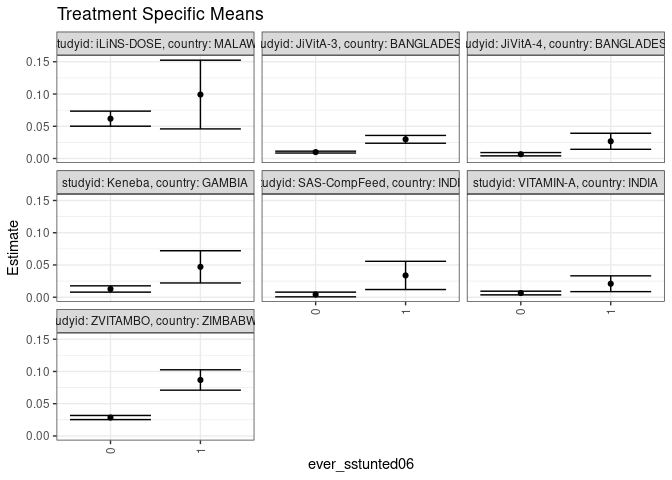 Treatment Specific Means
tudyid: iLiNS-DOSE, country: MALAW
udyid: JiVitA-3, country: BANGLADES
udyid: JiVitA-4, country: BANGLADES
0.15
0.10
0.05
0.00
studyid: Keneba, country: GAMBIA
tudyid: SAS-CompFeed, country: INDI
studyid: VITAMIN-A, country: INDIA
0.15
0.10
0.05
0.00
Estimate
0 1
0 1
udyid: ZVITAMBO, country: ZIMBABW
0.15
0.10
0.05
0.00
0 1
ever_sstunted06